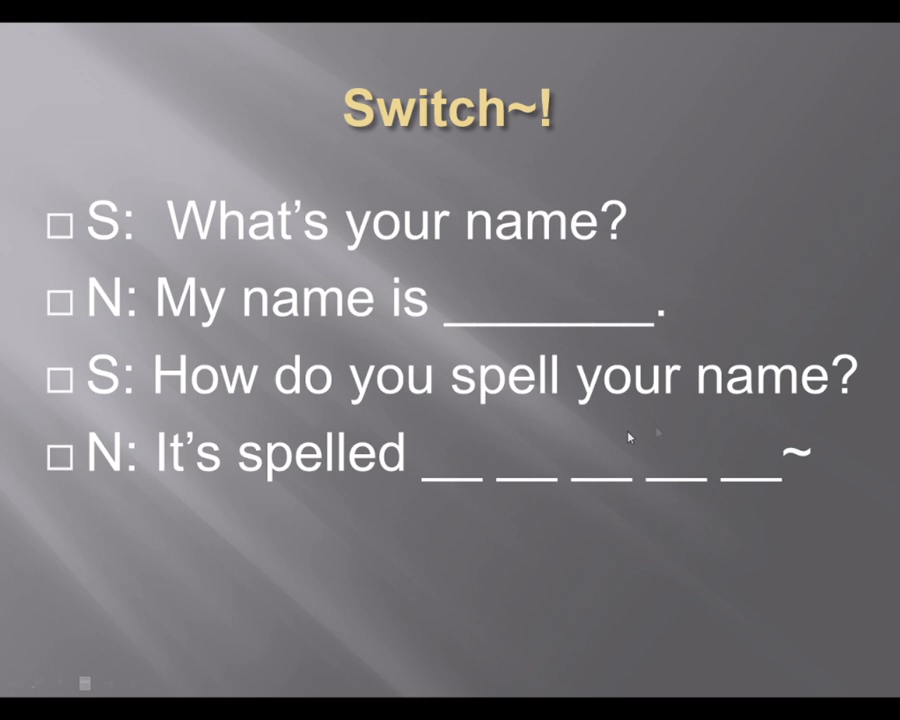 Switch~!
S: What’s your name?
N: My name is ________.
S: How do you spell your name?
N: It’s spelled __ __ __ __ __~